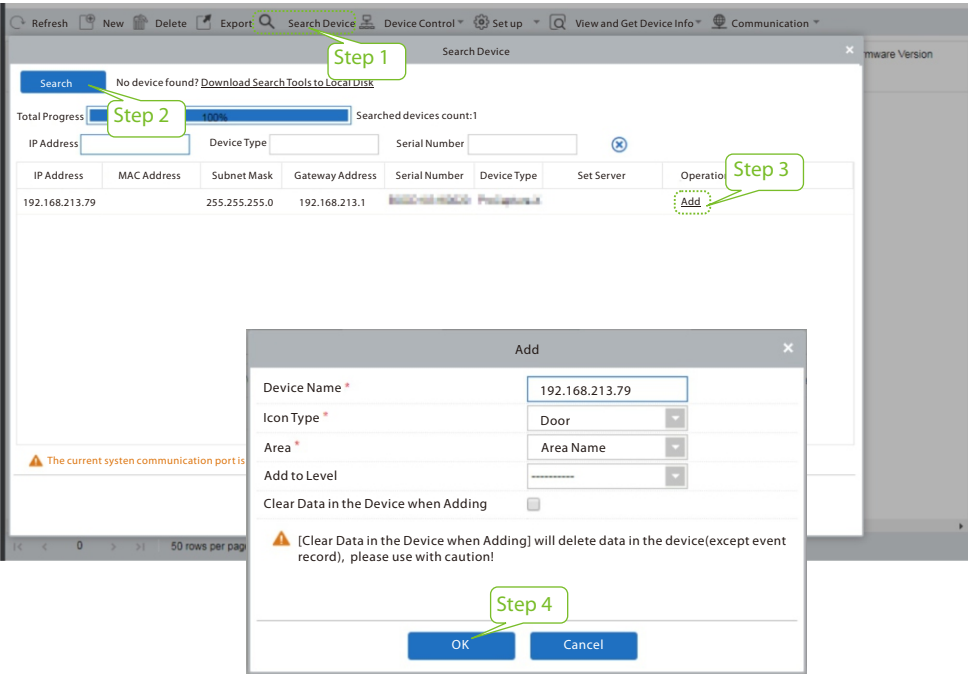 Refresh New Delete Export Search Device Device Control Set up View and Get Device Info Communication
Step 1
Search Device
rmware Version
Search No device found? Download Search Tools to Local Disk
Step 2
Total Progress 100% Searched devices count:1
IP Address Device Type Serial Number
Step 3
IP Address MAC Address Subnet Mask Gateway Address Serial Number Device Type Set Server Operation
192.168.213.79 255.255.255.0 192.168.213.1 Add
Add
Device Name * 192.168.213.79
Icon Type * Door
Area * Area Name
Add to Level ----------
Clear Data in the Device when Adding
The current systen communication port is
[Clear Data in the Device when Adding] will delete data in the device(except event
record), please use with caution!
0 50 rows per pag
Step 4
OK Cancel